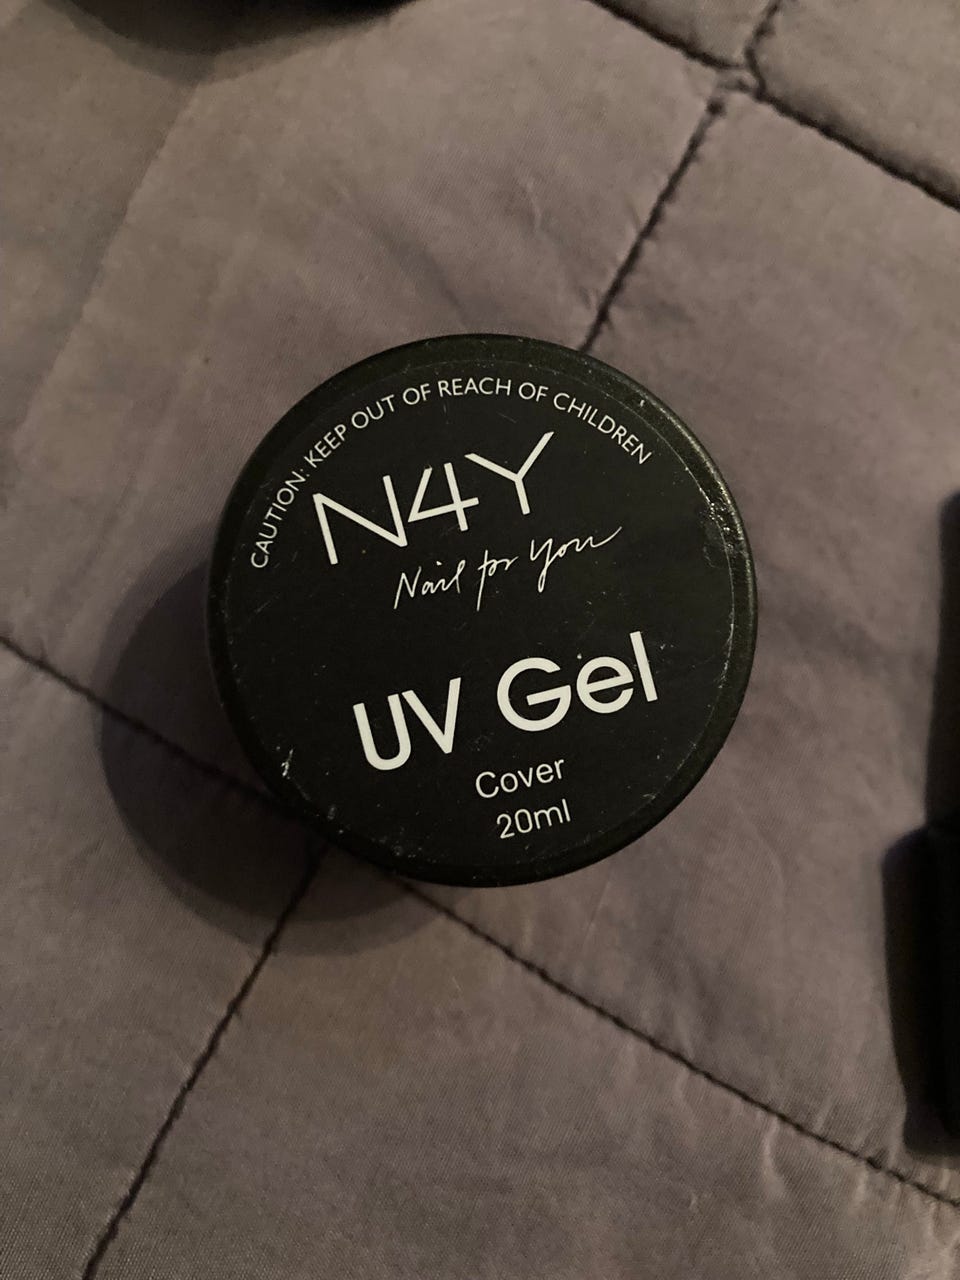 CAUTION: KEEP OUT OF REACH OF CHILDREN
N4Y
Nail for You
UV Gel
Cover
20ml